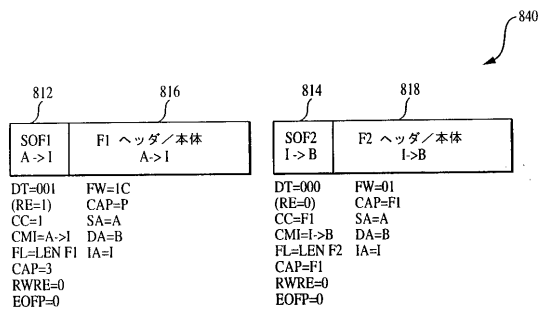 840
812
816
814
818
SOF1
A->I
F1 ヘッダ/本体
A->I
SOF2
I->B
F2 ヘッダ/本体
I->B
DT=001
(RE=1)
CC=1
CMI=A->I
FL=LEN F1
CAP=3
RWRE=0
EOFP=0
FW=1C
CAP=P
SA=A
DA=B
IA=I
DT=000
(RE=0)
CC=F1
CMI=I->B
FL=LEN F2
CAP=F1
RWRE=0
EOFP=0
FW=01
CAP=F1
SA=A
DA=B
IA=I